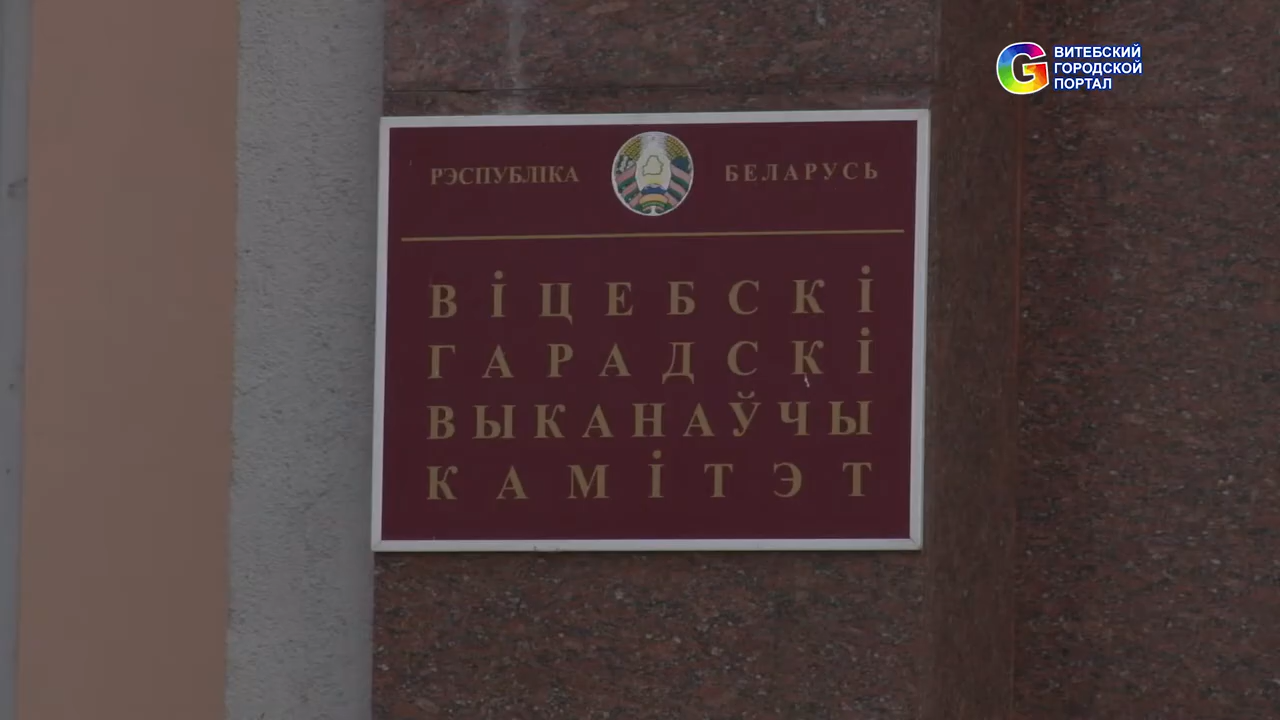 ВИТЕБСКИЙ
ГОРОДСКОЙ
ПОРТАЛ
РЭСПУБЛІКА БЕЛАРУСЬ
ВІЦЕБСКІ
ГАРАДСКІ
ВЫКАНАЎЧЫ
КАМІТЭТ